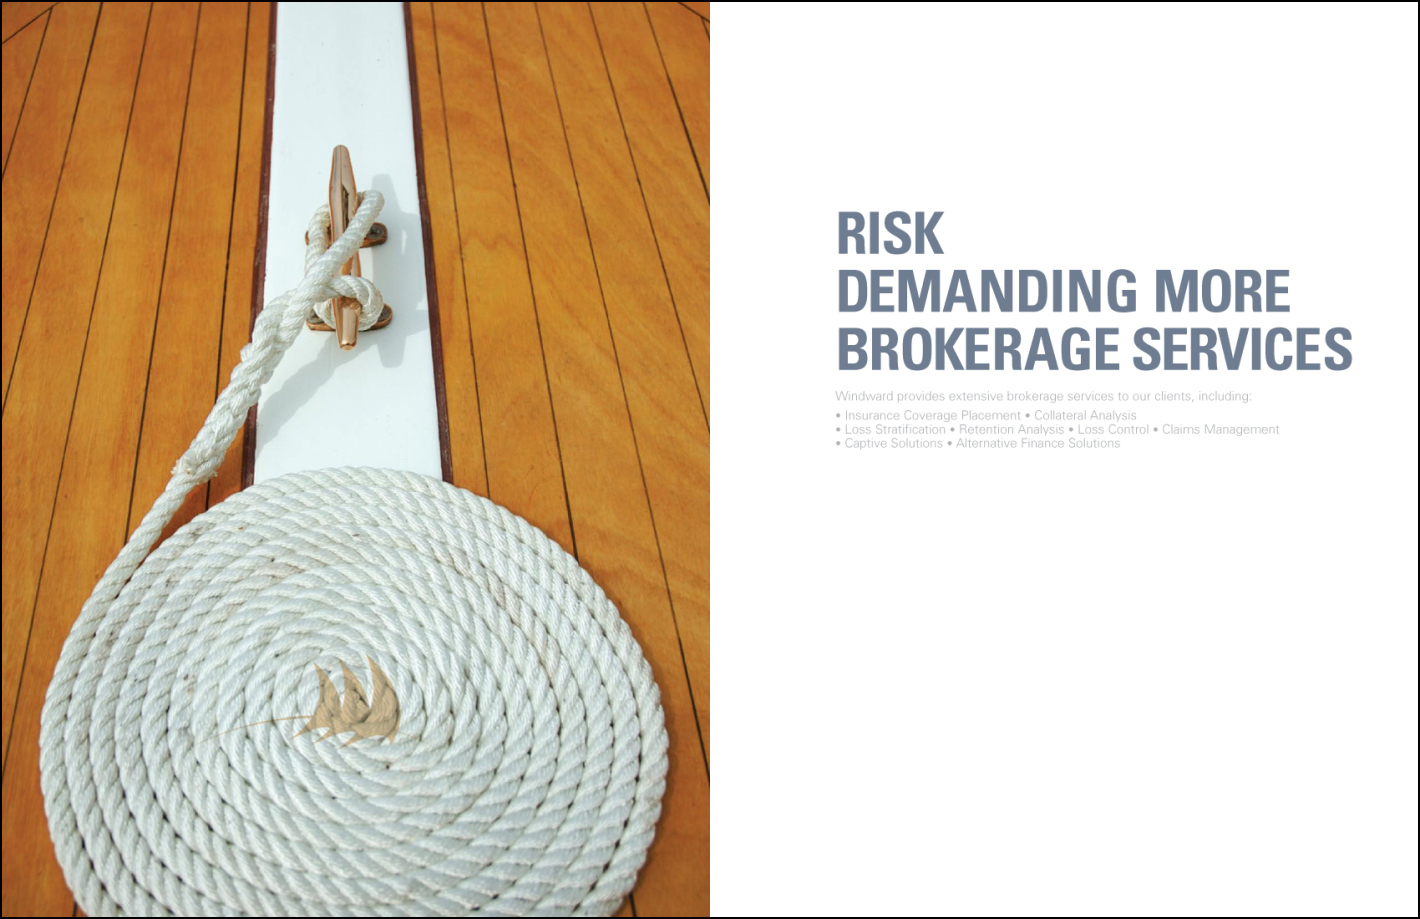 RISK
DEMANDING MORE
BROKERAGE SERVICES
Windward provides extensive brokerage services to our clients, including:
• Insurance Coverage Placement • Collateral Analysis
• Loss Stratification • Retention Analysis • Loss Control • Claims Management
• Captive Solutions • Alternative Finance Solutions